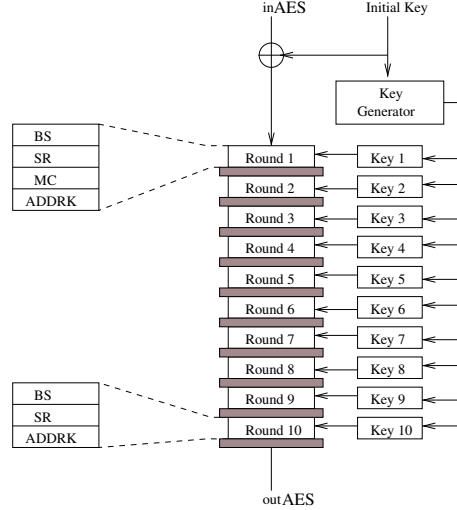 inAES
Initial Key
Key
Generator
BS
SR
MC
ADDRK
Round 1
Key 1
Round 2
Key 2
Round 3
Key 3
Round 4
Key 4
Round 5
Key 5
Round 6
Key 6
Round 7
Key 7
Round 8
Key 8
BS
SR
ADDRK
Round 9
Key 9
Round 10
Key 10
outAES